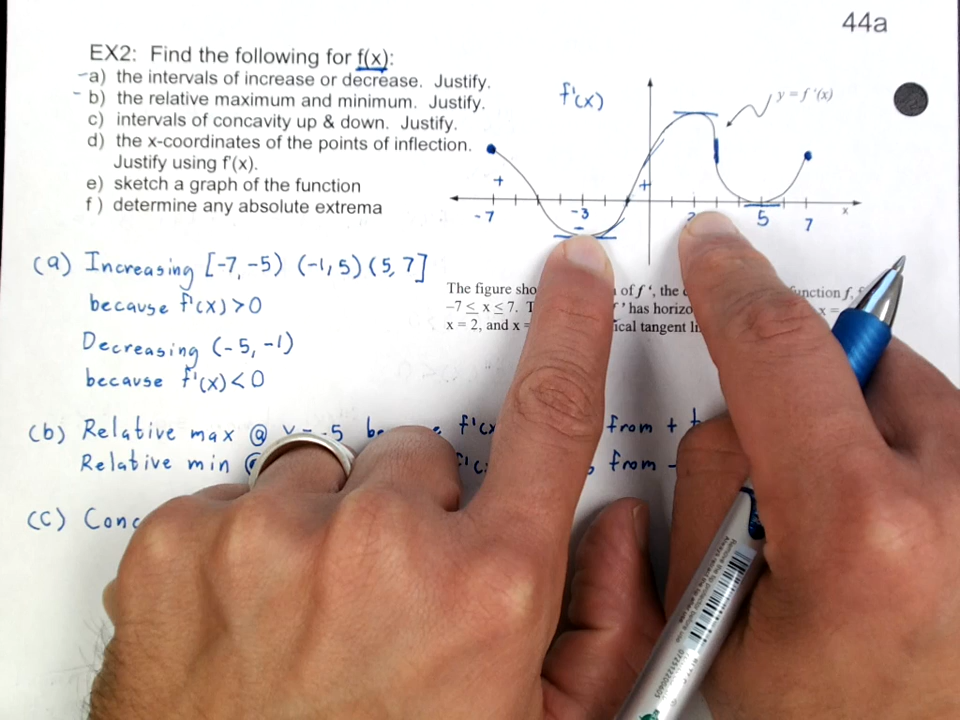 44a
EX2: Find the following for f(x):
a) the intervals of increase or decrease. Justify.
b) the relative maximum and minimum. Justify.
c) intervals of concavity up & down. Justify.
d) the x-coordinates of the points of inflection.
Justify using f'(x).
e) sketch a graph of the function
f) determine any absolute extrema
f'(x)
y = f '(x)
+
+
-7
-3
-
2
5
7
x
The figure sho of f ', the
unction f,
-7 ≤ x ≤ 7.
' has horizo
x =
x = 2, and x =
ical tangent
(a) Increasing [-7,-5) (-1,5) (5,7]
because f'(x) > 0
Decreasing (-5,-1)
because f'(x) < 0
(b) Relative max @ x = -5 f'(x from + t
Relative min @ from -
(c) Conc